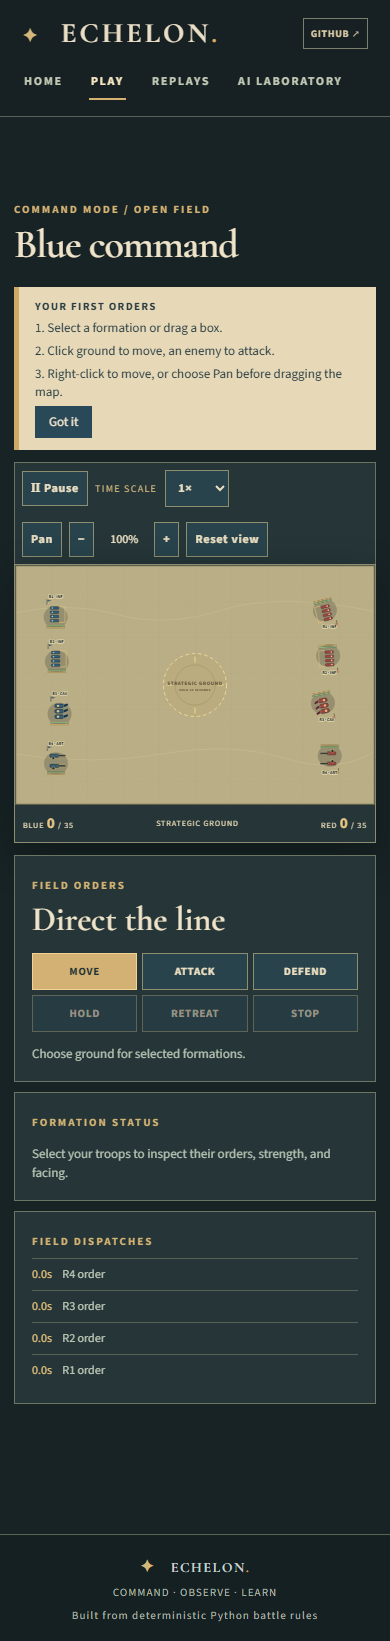 ECHELON.
GITHUB ↗
HOME PLAY REPLAYS AI LABORATORY
COMMAND MODE / OPEN FIELD
Blue command
YOUR FIRST ORDERS
1. Select a formation or drag a box.
2. Click ground to move, an enemy to attack.
3. Right-click to move, or choose Pan before dragging the
map.
Got it
Pause TIME SCALE 1×
Pan − 100% + Reset view
STRATEGIC GROUND
BLUE 0 / 35 STRATEGIC GROUND RED 0 / 35
FIELD ORDERS
Direct the line
MOVE ATTACK DEFEND
HOLD RETREAT STOP
Choose ground for selected formations.
FORMATION STATUS
Select your troops to inspect their orders, strength, and
facing.
FIELD DISPATCHES
0.0s R4 order
0.0s R3 order
0.0s R2 order
0.0s R1 order
ECHELON.
COMMAND · OBSERVE · LEARN
Built from deterministic Python battle rules